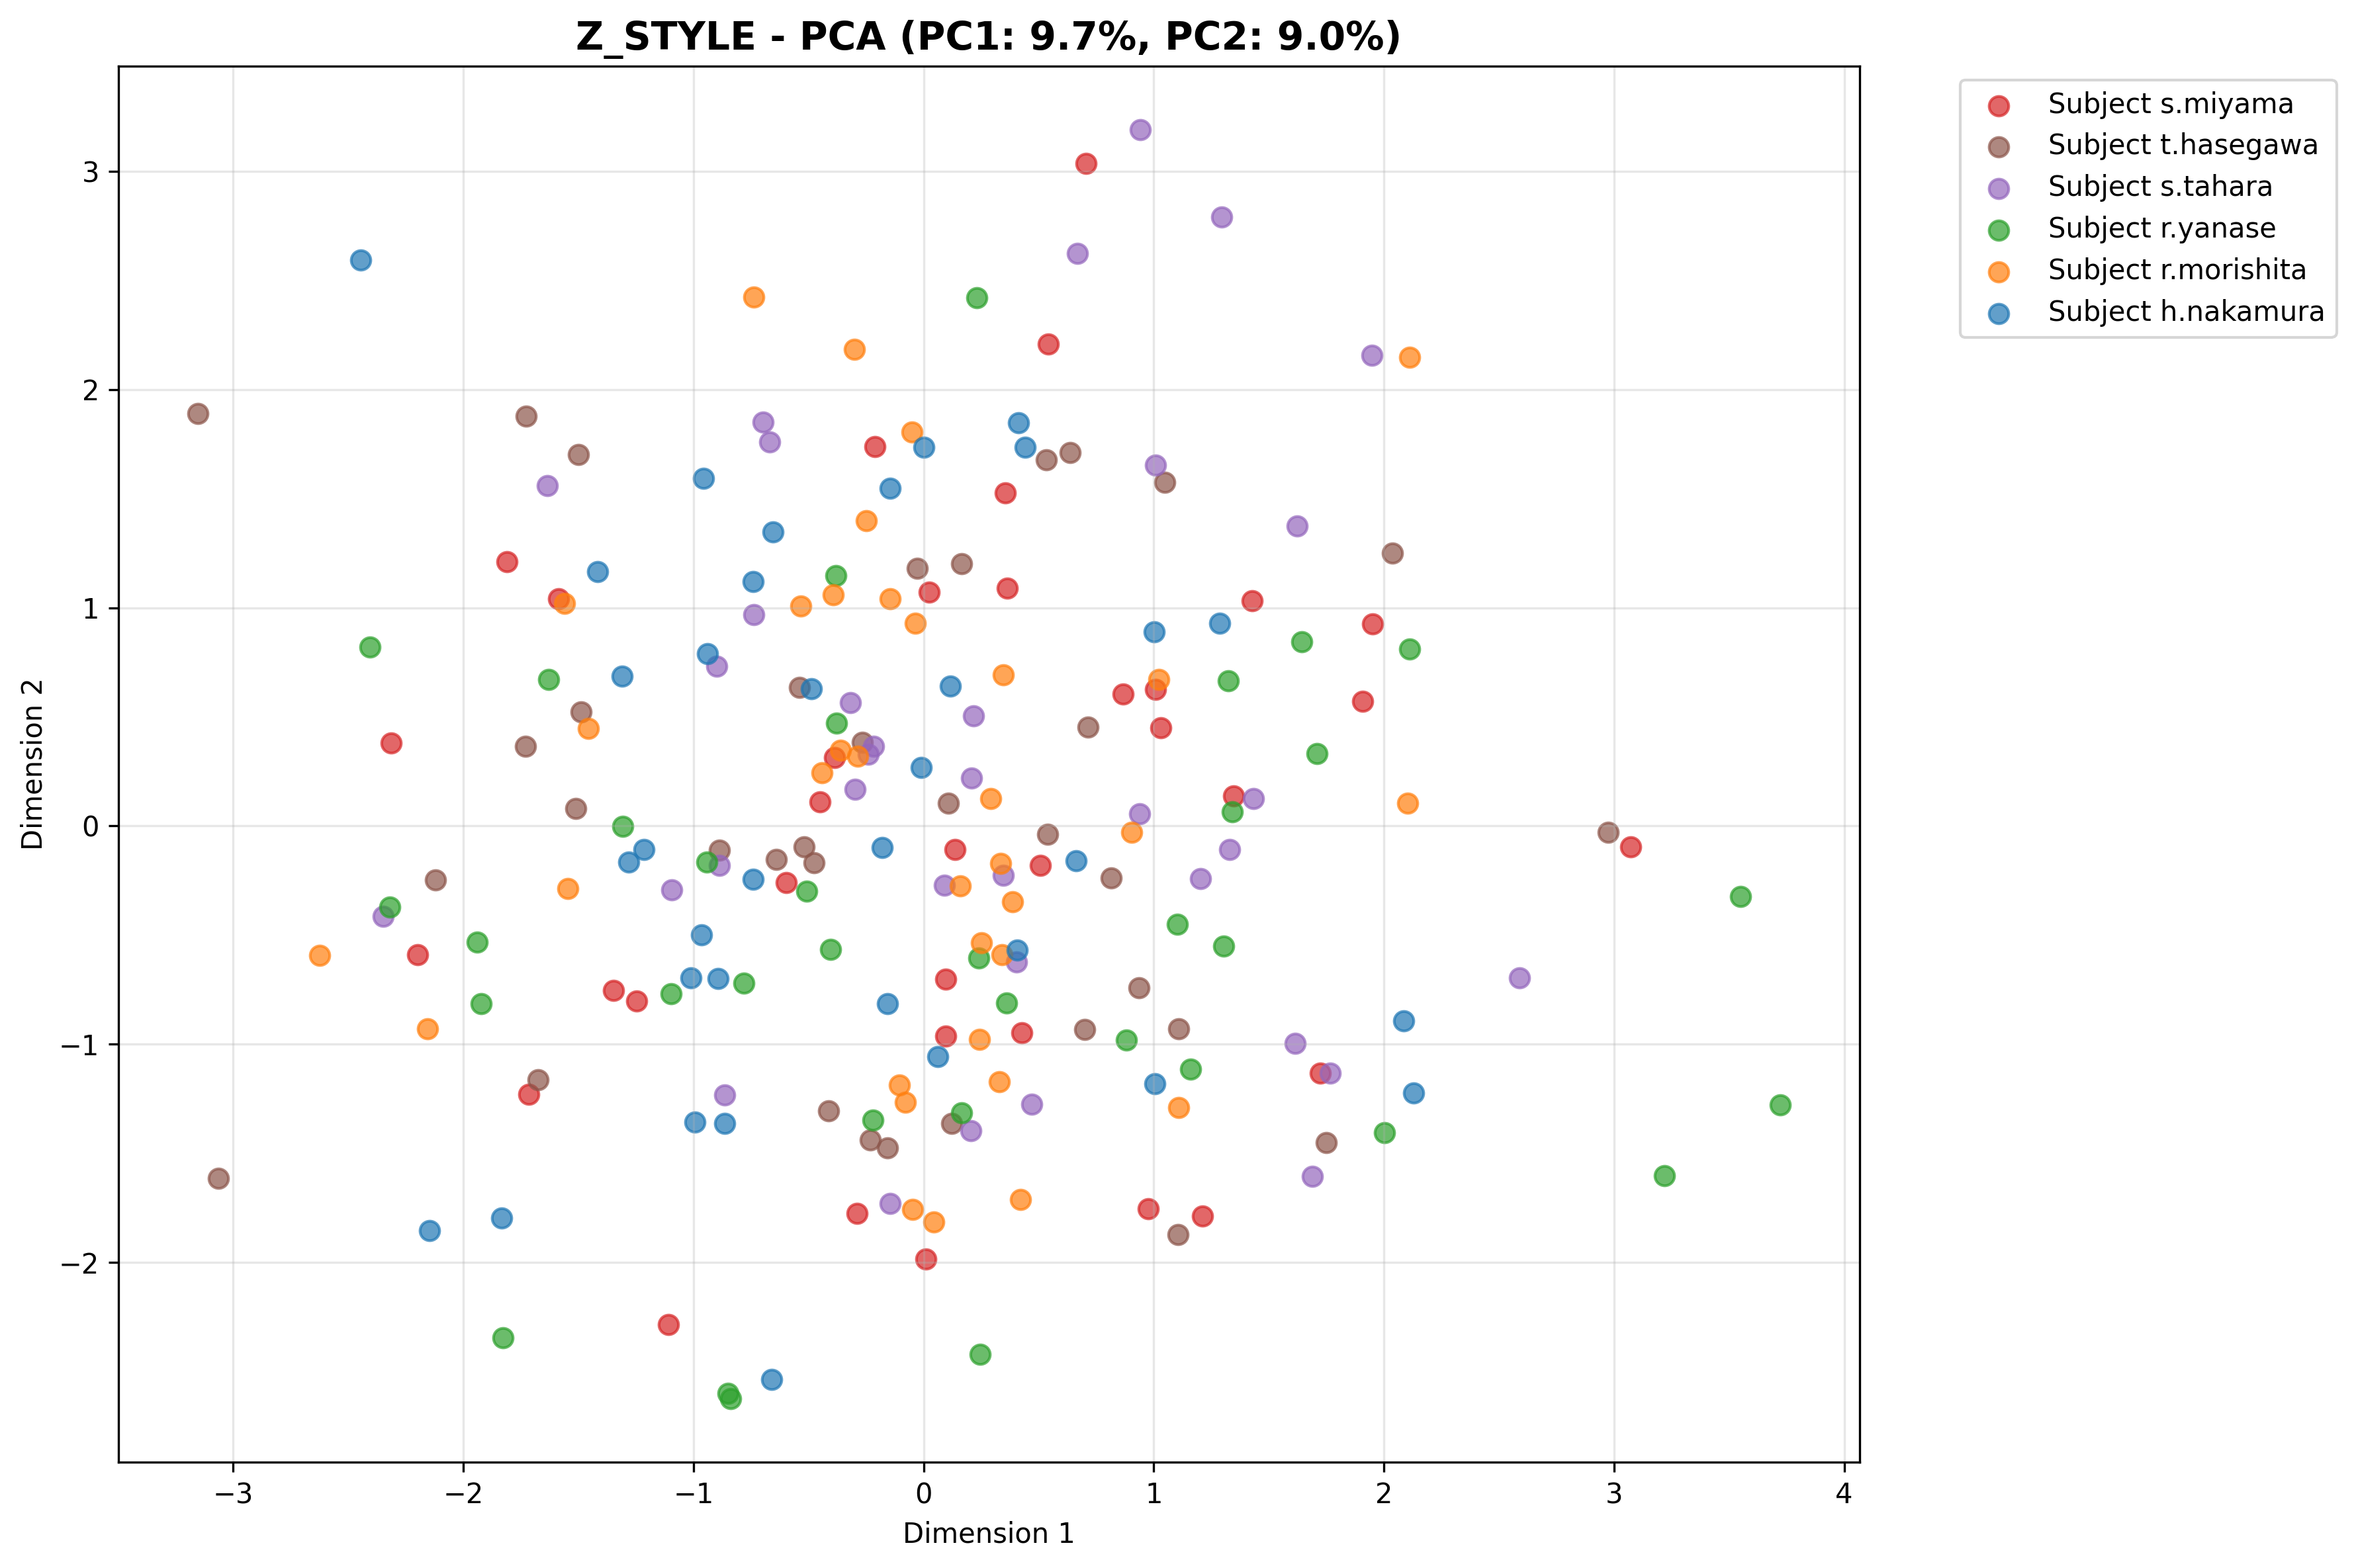 Z_STYLE - PCA (PC1: 9.7%, PC2: 9.0%)
Subject s.miyama
Subject t.hasegawa
Subject s.tahara
Subject r.yanase
Subject r.morishita
Subject h.nakamura
3
2
1
0
−1
−2
Dimension 2
−3
−2
−1
0
1
2
3
4
Dimension 1